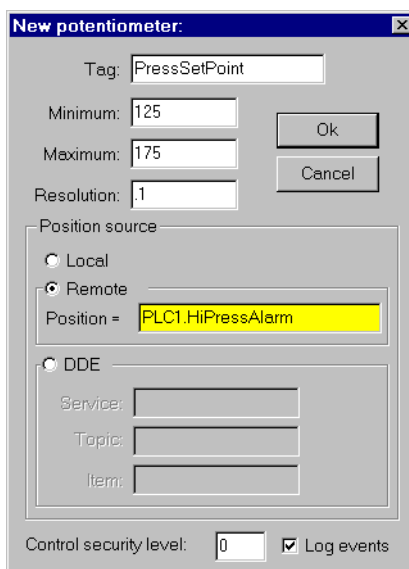 New potentiometer:
Tag: PressSetPoint
Minimum: 125
Maximum: 175
Resolution: .1
Ok
Cancel
Position source
Local
Remote
Position = PLC1.HiPressAlarm
DDE
Service:
Topic:
Item:
Control security level: 0 Log events